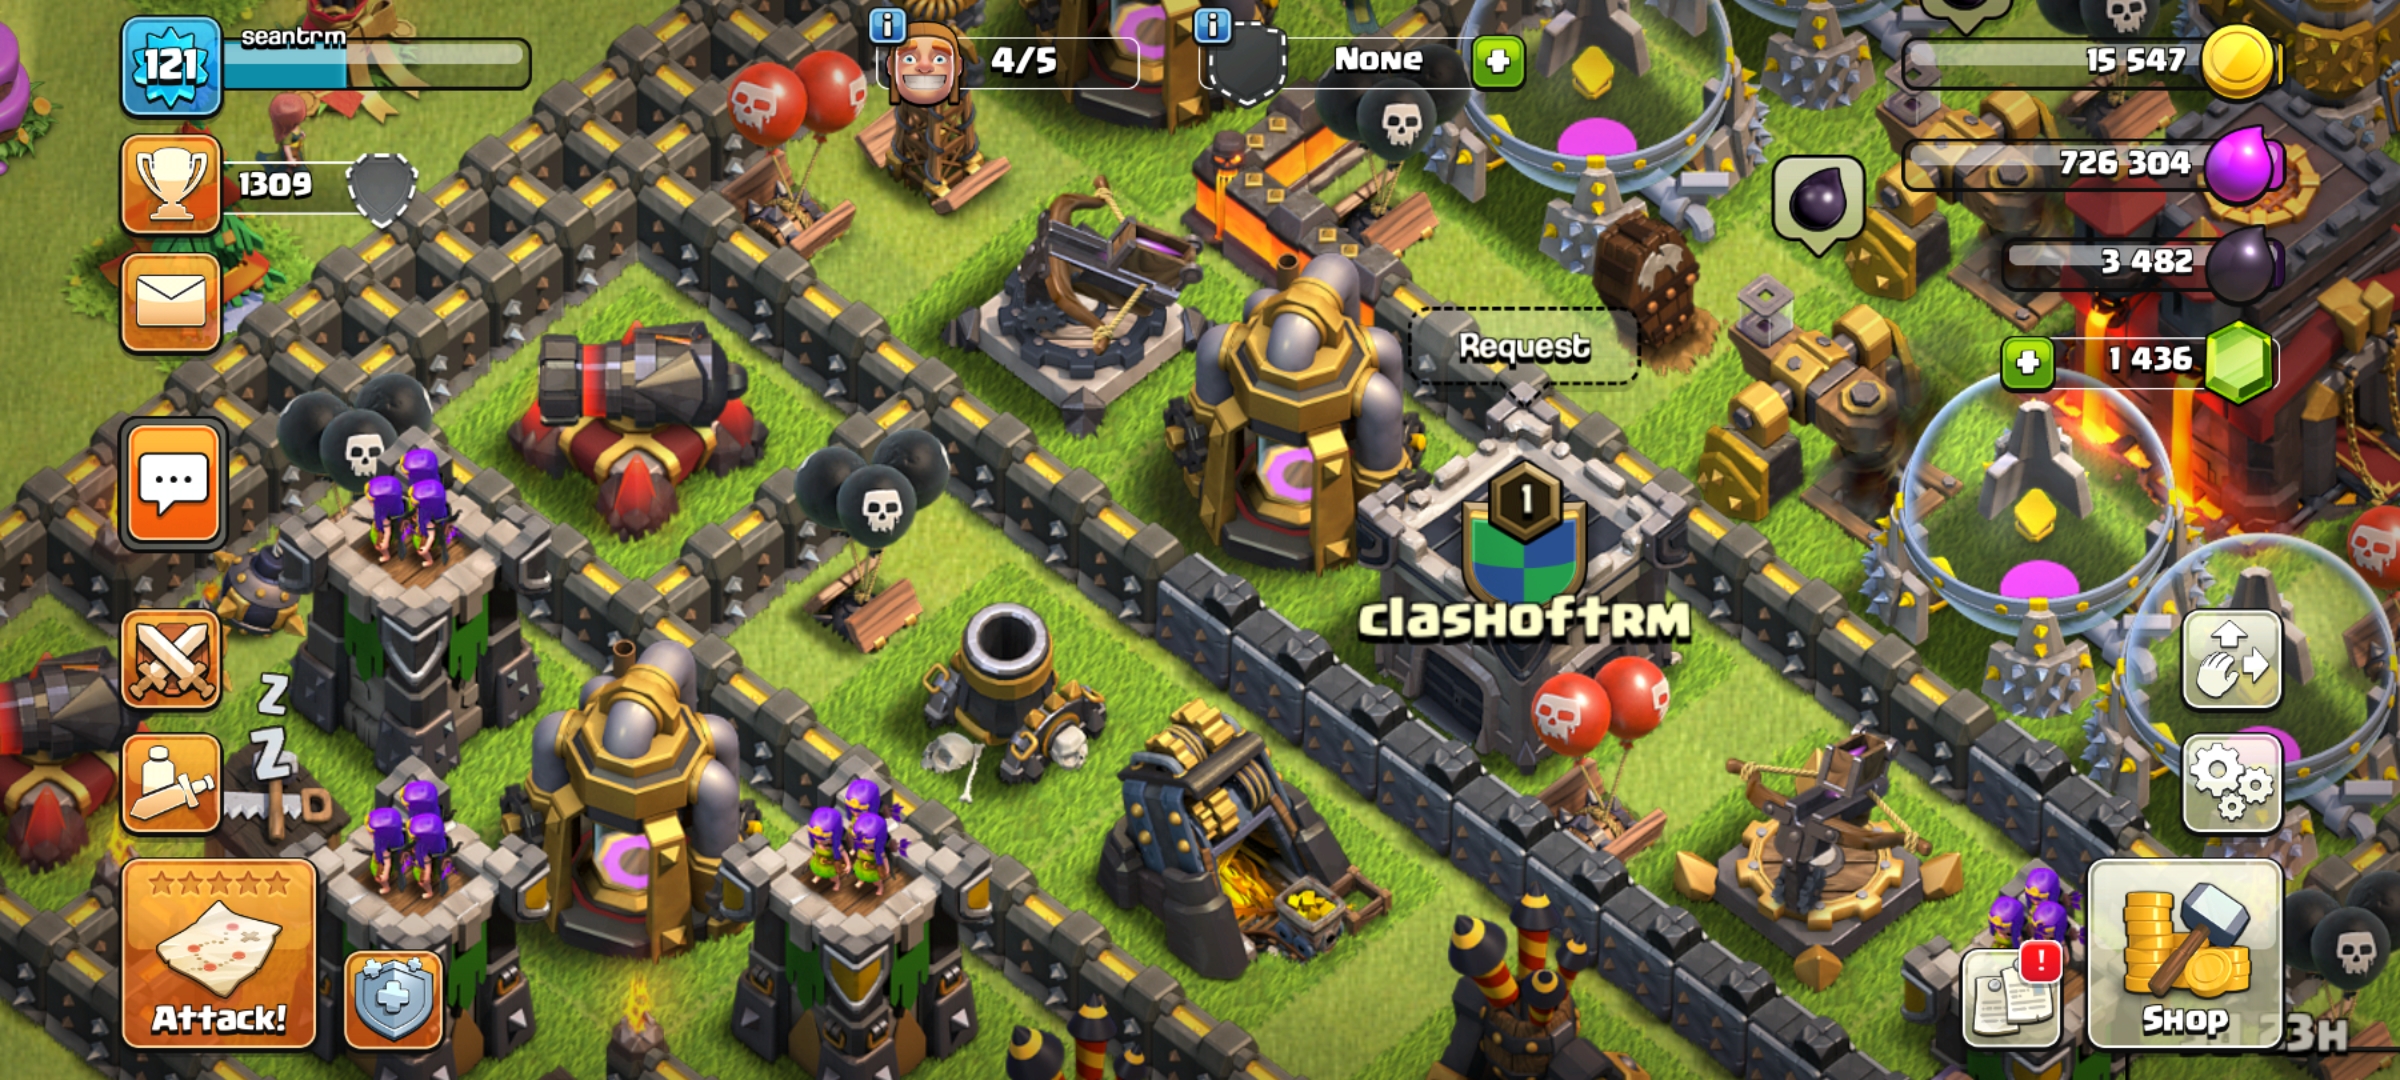 121
seantrm
4/5
None
15 547
1309
726 304
3 482
Request
1 436
1
clashoftRM
Z
Z
Attack!
!
Shop